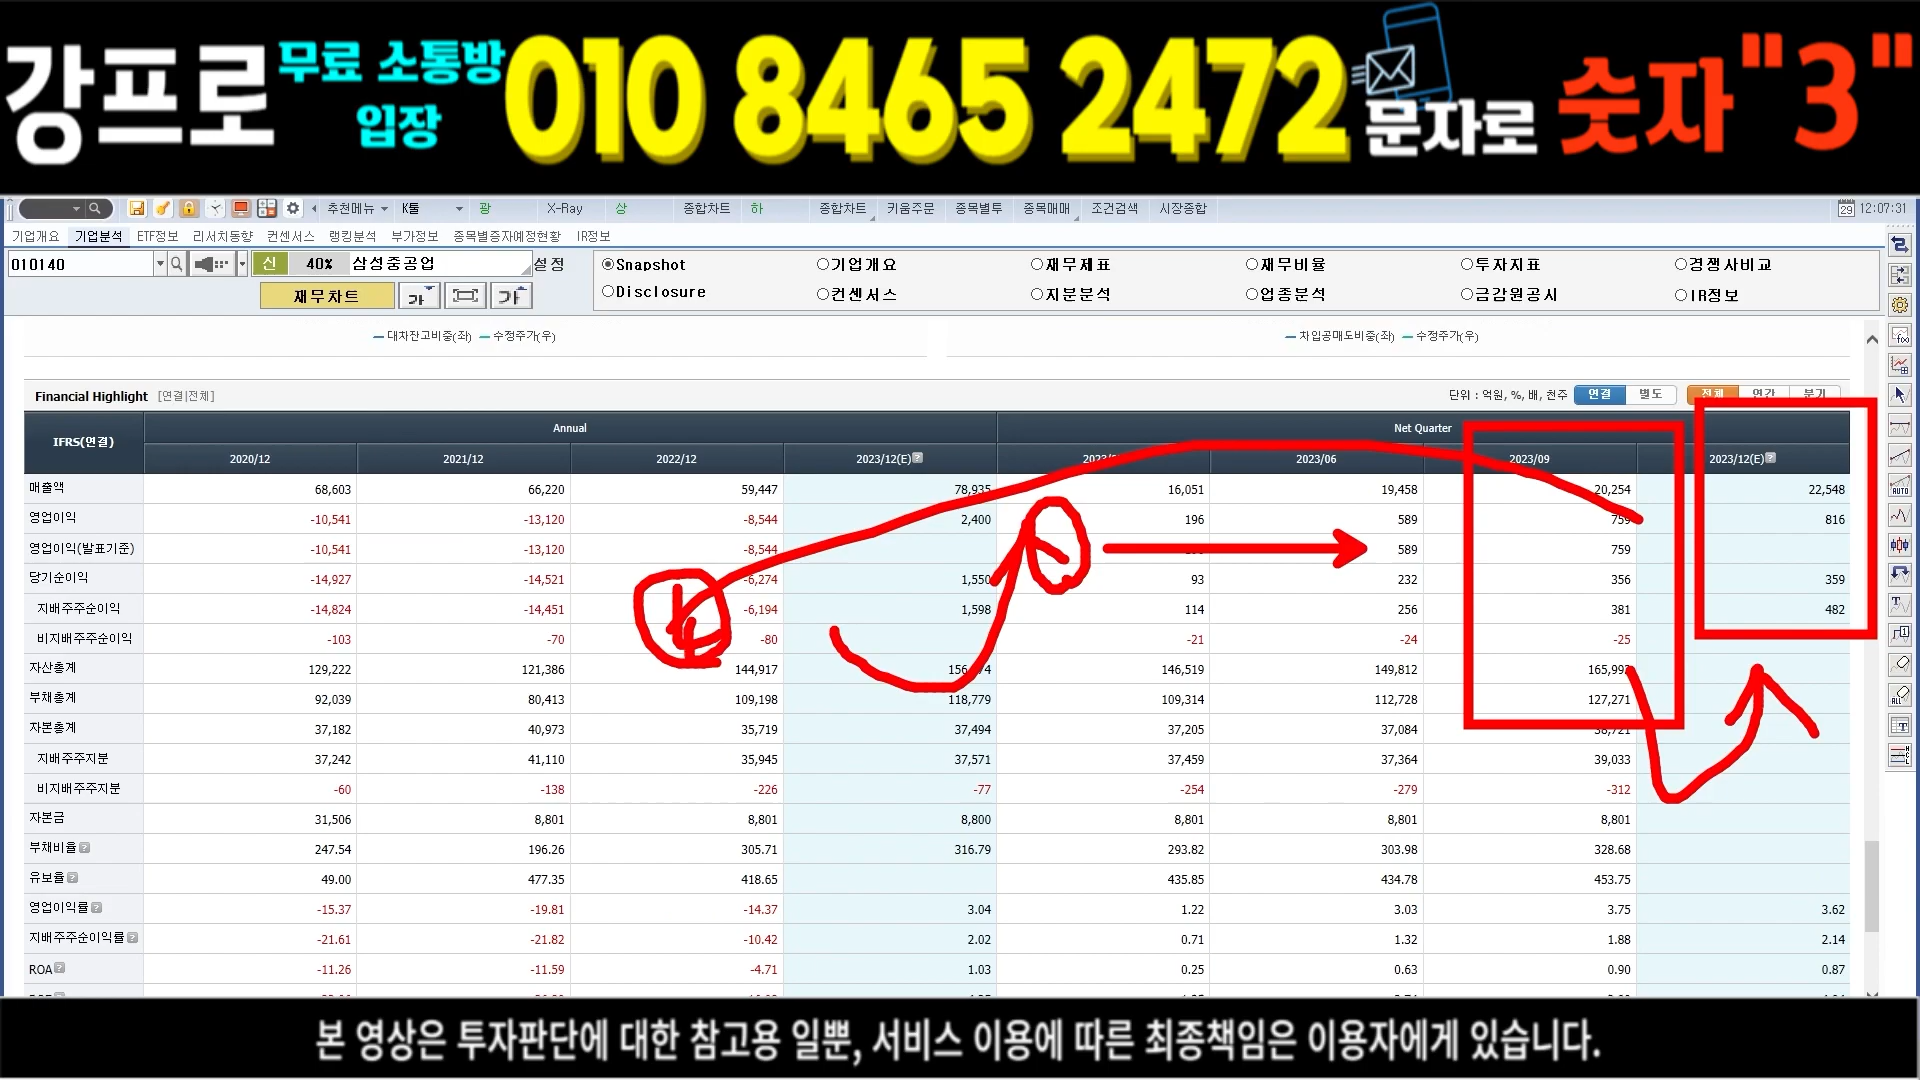 강프로 무료 소통방 입장 010 8465 2472 문자로 숫자"3"
추천메뉴 K툴 광 X-Ray 상 종합차트 하 종합차트 키움주문 종목별투 종목매매 조건검색 시장종합 29 12:07:31
기업개요 기업분석 ETF정보 리서치동향 컨센서스 랭킹분석 부가정보 종목별증자예정현황 IR정보
010140 신 40% 삼성중공업 설정
재무차트 가 가
Snapshot 기업개요 재무제표 재무비율 투자지표 경쟁사비교
Disclosure 컨센서스 지분분석 업종분석 금감원공시 IR정보
대차잔고비중(좌) 수정주가(우) 차입공매도비중(좌) 수정주가(우)
Financial Highlight [연결|전체] 단위 : 억원, %, 배, 천주 연결 별도 전체 연간 분기
IFRS(연결) Annual Net Quarter
2020/12 2021/12 2022/12 2023/12(E) 2023/06 2023/09 2023/12(E)
매출액 68,603 66,220 59,447 78,935 16,051 19,458 20,254 22,548
영업이익 -10,541 -13,120 -8,544 2,400 196 589 759 816
영업이익(발표기준) -10,541 -13,120 -8,544 589 759
당기순이익 -14,927 -14,521 -6,274 1,550 93 232 356 359
지배주주순이익 -14,824 -14,451 -6,194 1,598 114 256 381 482
비지배주주순이익 -103 -70 -80 -21 -24 -25
자산총계 129,222 121,386 144,917 146,519 149,812 165,992
부채총계 92,039 80,413 109,198 118,779 109,314 112,728 127,271
자본총계 37,182 40,973 35,719 37,494 37,205 37,084 38,721
지배주주지분 37,242 41,110 35,945 37,571 37,459 37,364 39,033
비지배주주지분 -60 -138 -226 -77 -254 -279 -312
자본금 31,506 8,801 8,801 8,800 8,801 8,801 8,801
부채비율 247.54 196.26 305.71 316.79 293.82 303.98 328.68
유보율 49.00 477.35 418.65 435.85 434.78 453.75
영업이익률 -15.37 -19.81 -14.37 3.04 1.22 3.03 3.75 3.62
지배주주순이익률 -21.61 -21.82 -10.42 2.02 0.71 1.32 1.88 2.14
ROA -11.26 -11.59 -4.71 1.03 0.25 0.63 0.90 0.87
본 영상은 투자판단에 대한 참고용 일뿐, 서비스 이용에 따른 최종책임은 이용자에게 있습니다.